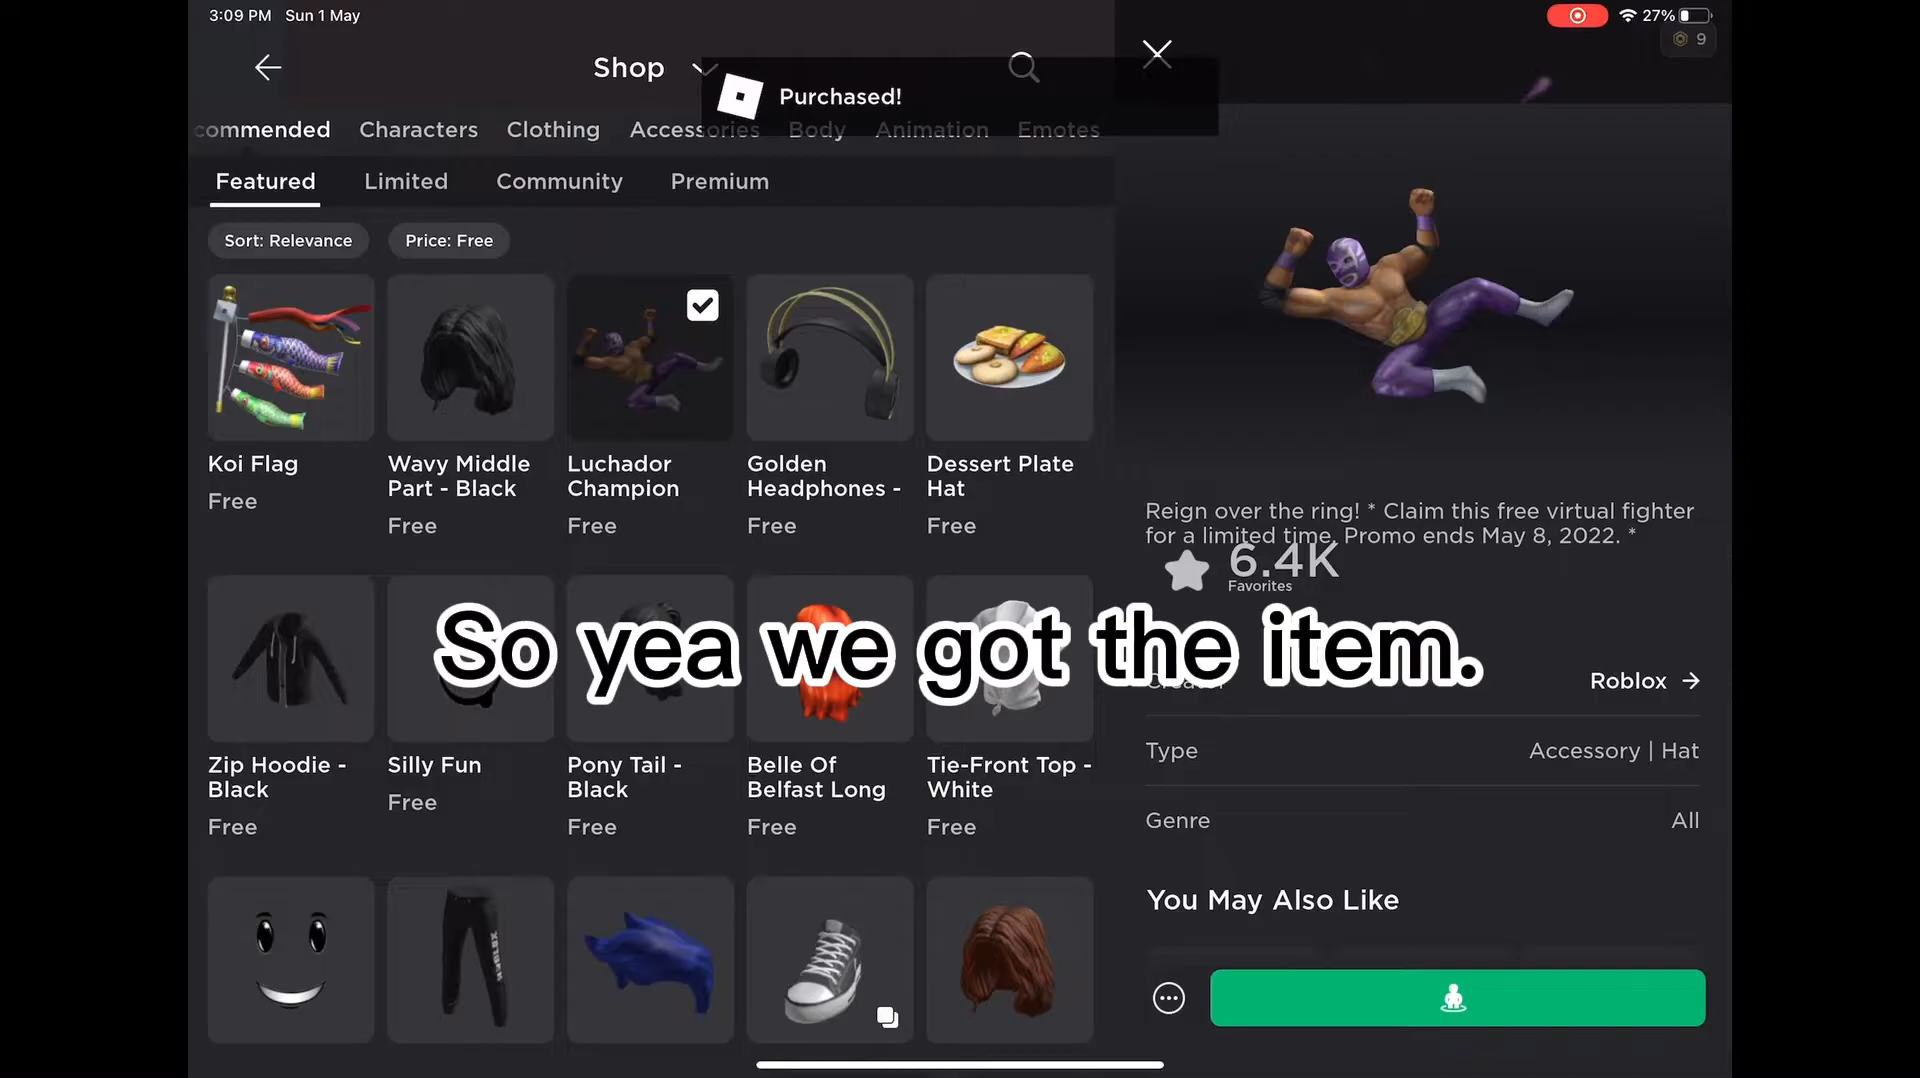 3:09 PM Sun 1 May
27%
9
Shop
Purchased!
commended Characters Clothing Accessories Body Animation Emotes
Featured Limited Community Premium
Sort: Relevance Price: Free
Koi Flag
Free
Wavy Middle
Part - Black
Free
Luchador
Champion
Free
Golden
Headphones -
Free
Dessert Plate
Hat
Free
Zip Hoodie -
Black
Free
Silly Fun
Free
Pony Tail -
Black
Free
Belle Of
Belfast Long
Free
Tie-Front Top -
White
Free
So yea we got the item.
Reign over the ring! * Claim this free virtual fighter
for a limited time. Promo ends May 8, 2022. *
6.4K
Favorites
Creator Roblox
Type Accessory | Hat
Genre All
You May Also Like